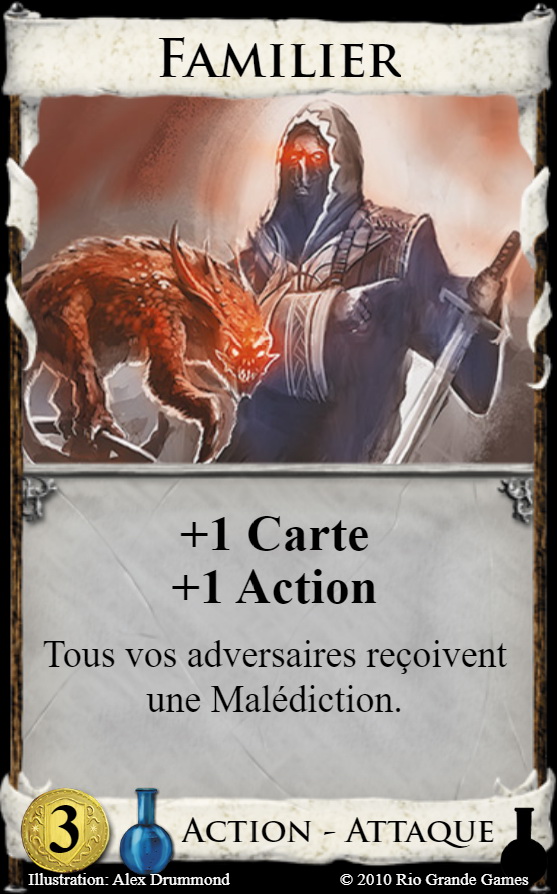 Familier
+1 Carte
+1 Action
Tous vos adversaires reçoivent
une Malédiction.
3
Action - Attaque
Illustration: Alex Drummond
© 2010 Rio Grande Games